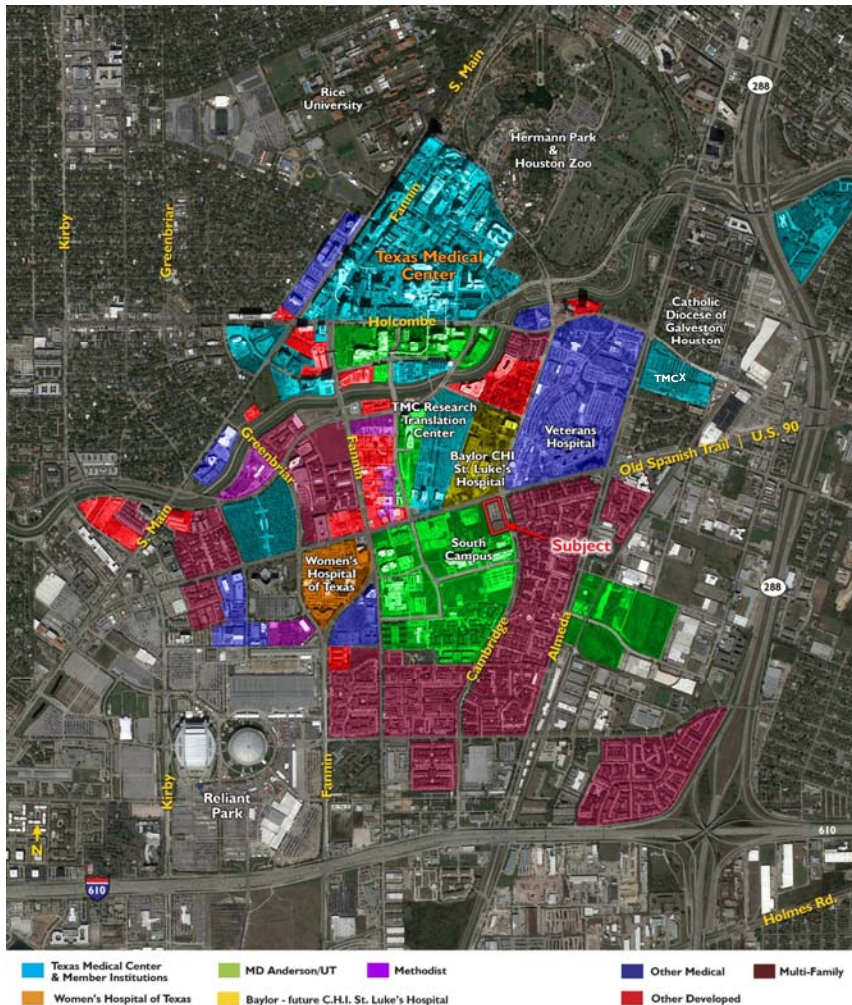 S. Main
288
Rice
University
Hermann Park
&
Houston Zoo
Fannin
Kirby
Greenbriar
Texas Medical
Center
Holcombe
Catholic
Diocese of
Galveston/
Houston
TMCX
TMC Research
Translation
Center
Veterans
Hospital
Old Spanish Trail | U.S. 90
Greenbriar
Fannin
Baylor CHI
St. Luke's
Hospital
S. Main
South
Campus
Subject
Women's
Hospital
of Texas
288
Cambridge
Almeda
Kirby
Fannin
Reliant
Park
N
610
610
Holmes Rd.
Texas Medical Center
& Member Institutions
MD Anderson/UT
Methodist
Other Medical
Multi-Family
Women's Hospital of Texas
Baylor - future C.H.I. St. Luke's Hospital
Other Developed